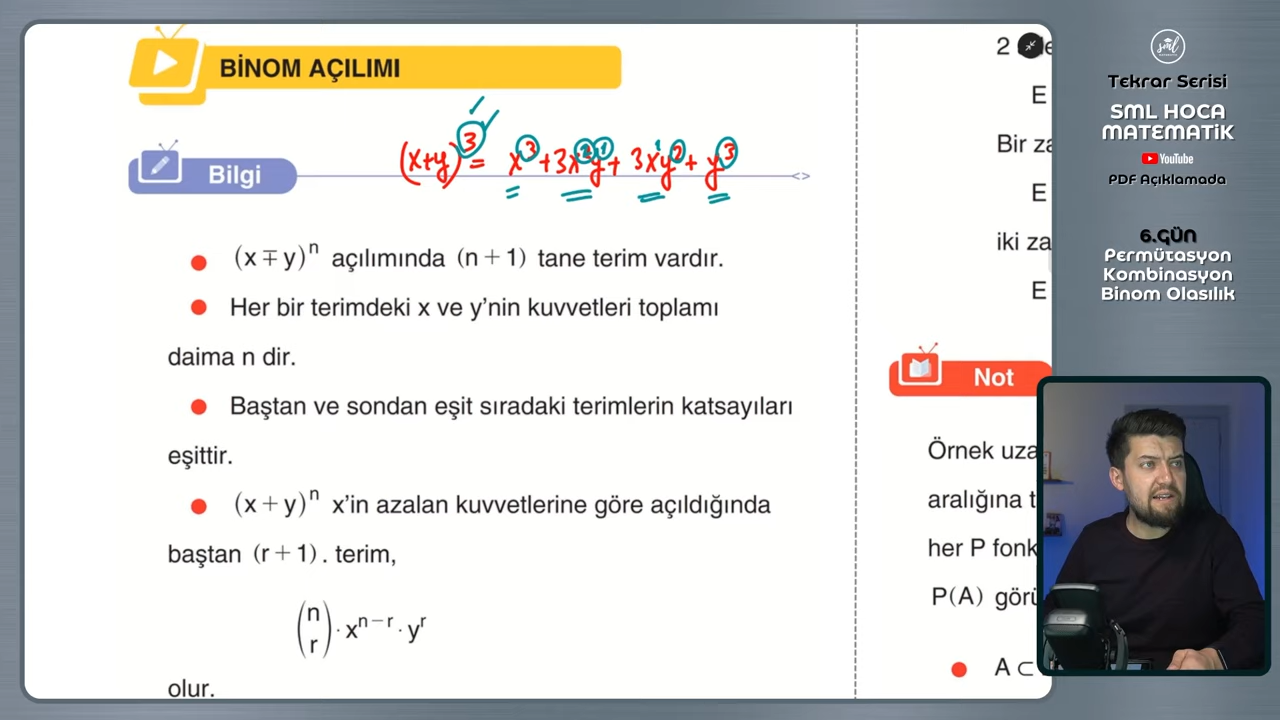 BİNOM AÇILIMI
(x+y)³ = x³ + 3x²y¹ + 3x¹y² + y³
Bilgi
(x ∓ y)ⁿ açılımında (n + 1) tane terim vardır.
Her bir terimdeki x ve y’nin kuvvetleri toplamı
daima n dir.
Baştan ve sondan eşit sıradaki terimlerin katsayıları
eşittir.
(x + y)ⁿ x’in azalan kuvvetlerine göre açıldığında
baştan (r + 1). terim,
(n r) · xⁿ⁻ʳ · yʳ
olur.
2
E
Bir za
E
iki za
E
Not
Örnek uza
aralığına t
her P fonk
P(A) görü
A ⊂
sml
Tekrar Serisi
SML HOCA
MATEMATİK
YouTube
PDF Açıklamada
6.GÜN
Permütasyon
Kombinasyon
Binom Olasılık